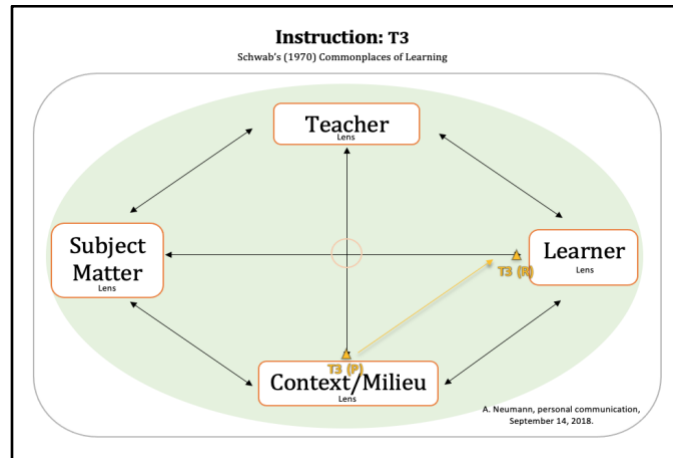 Instruction: T3
Schwab's (1970) Commonplaces of Learning
Teacher
Lens
Subject
Matter
Lens
Learner
Lens
T3 (R)
T3 (P)
Context/Milieu
Lens
A. Neumann, personal communication,
September 14, 2018.